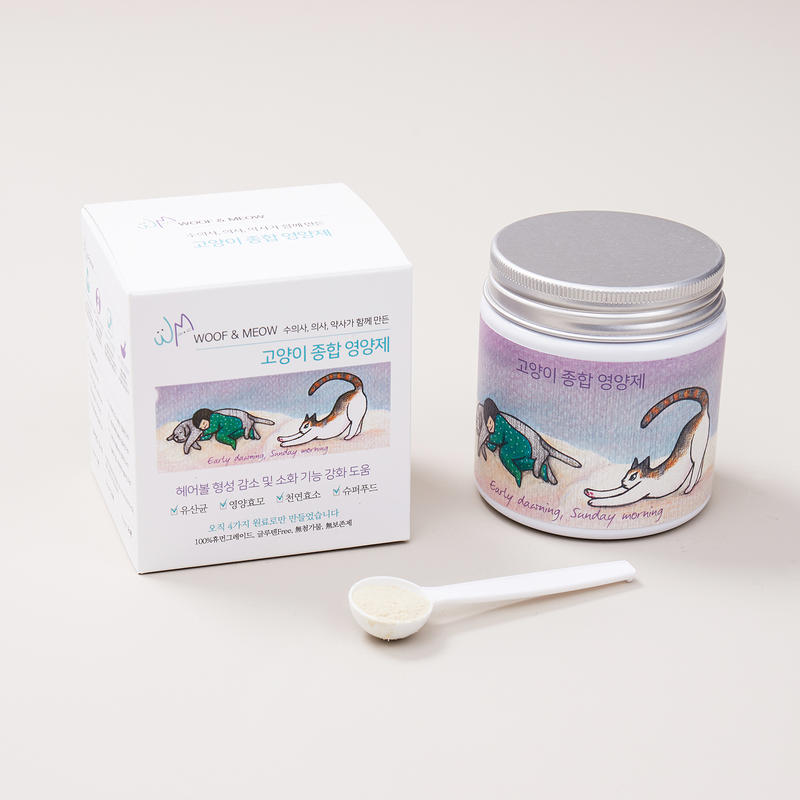 WM WOOF & MEOW
수의사, 의사, 약사가 함께 만든
고양이 종합 영양제
WM WOOF & MEOW 수의사, 의사, 약사가 함께 만든
고양이 종합 영양제
Early dawning, Sunday morning
헤어볼 형성 감소 및 소화 기능 강화 도움
유산균 영양효모 천연효소 슈퍼푸드
오직 4가지 원료로만 만들었습니다
100%휴먼그레이드, 글루텐Free, 無첨가물, 無보존제
고양이 종합 영양제
Early dawning, Sunday morning